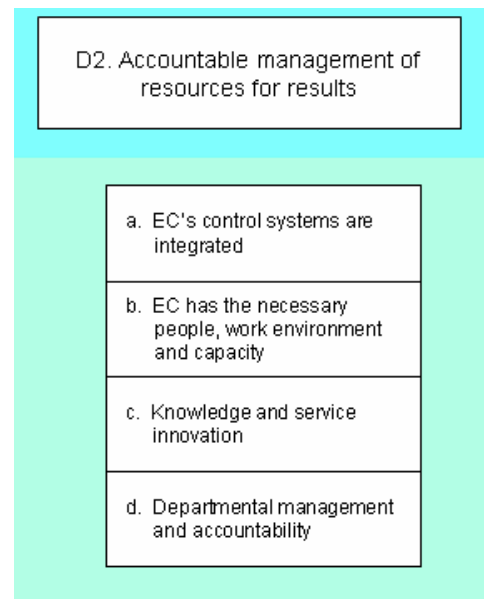 D2. Accountable management of
resources for results
a. EC's control systems are
integrated
b. EC has the necessary
people, work environment
and capacity
c. Knowledge and service
innovation
d. Departmental management
and accountability